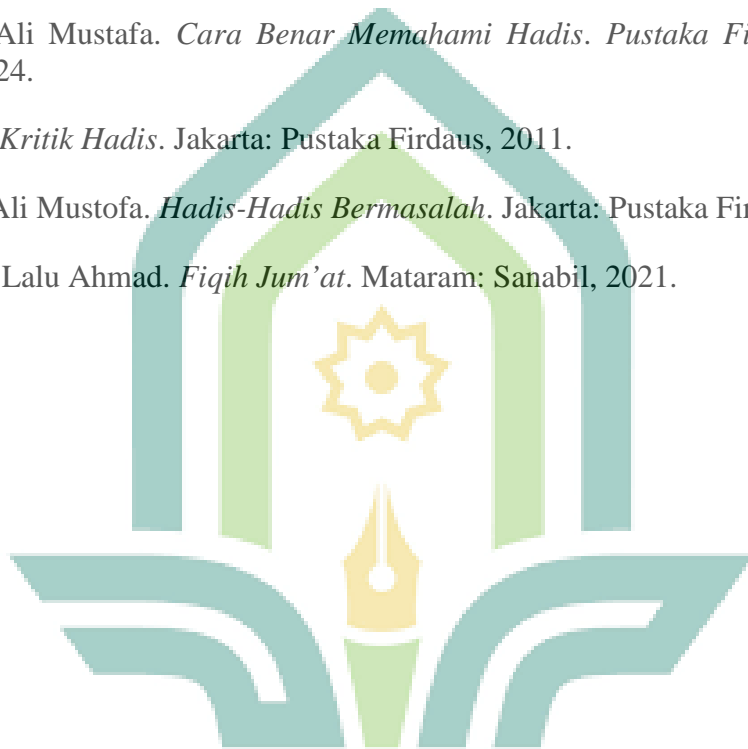 Ali Mustafa. Cara Benar Memahami Hadis. Pustaka Fi
24.
Kritik Hadis. Jakarta: Pustaka Firdaus, 2011.
Ali Mustofa. Hadis-Hadis Bermasalah. Jakarta: Pustaka Fir
Lalu Ahmad. Fiqih Jum’at. Mataram: Sanabil, 2021.